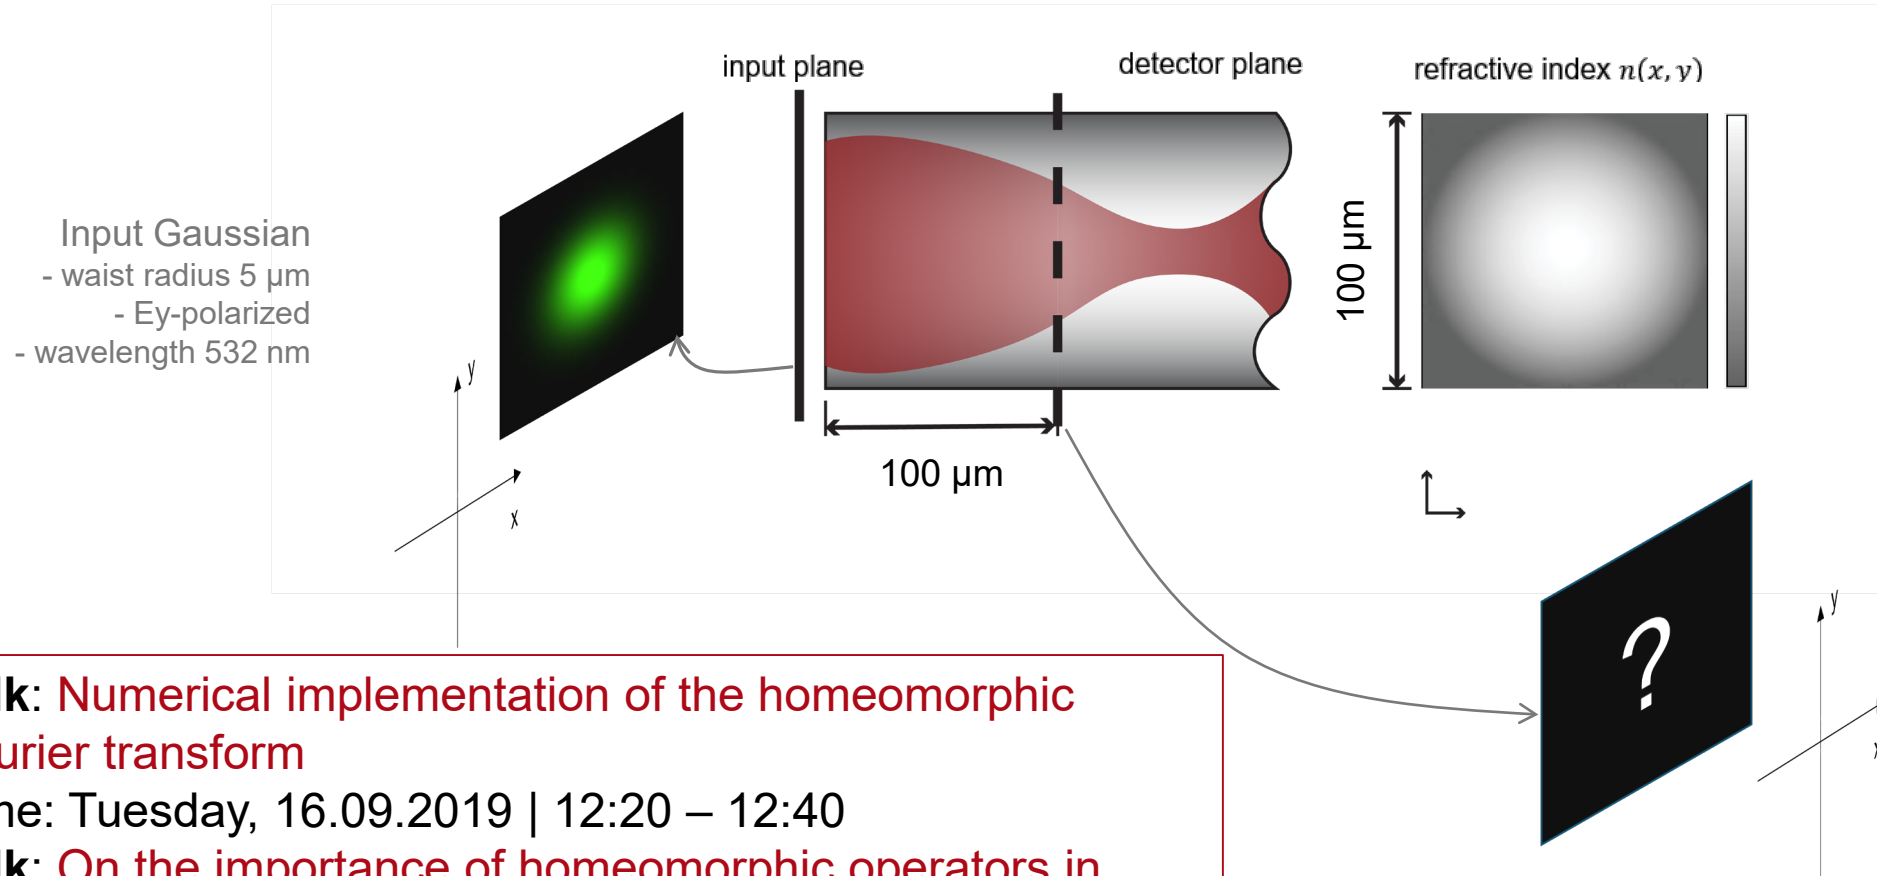 input plane
detector plane
refractive index n(x, y)
Input Gaussian
- waist radius 5 µm
- Ey-polarized
- wavelength 532 nm
y
x
100 µm
100 µm
?
y
x
lk: Numerical implementation of the homeomorphic
urier transform
ne: Tuesday, 16.09.2019 | 12:20 – 12:40
lk: On the importance of homeomorphic operators in